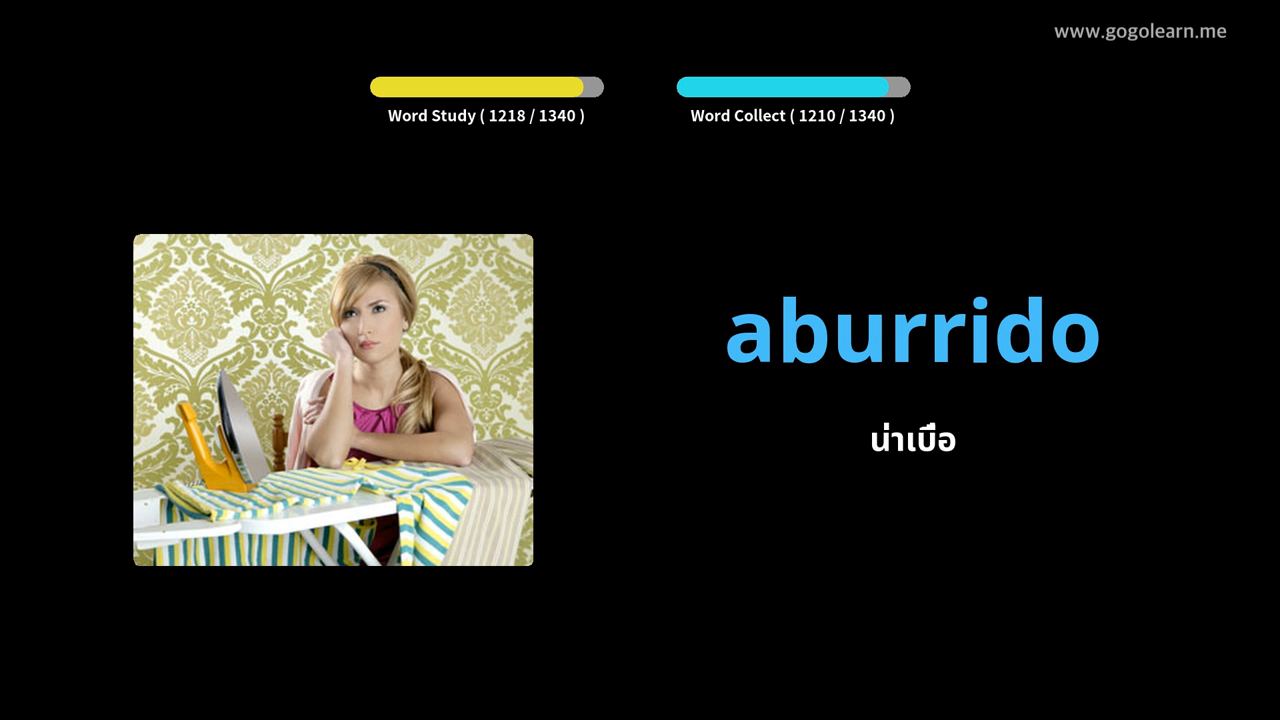 www.gogolearn.me
Word Study ( 1218 / 1340 )
Word Collect ( 1210 / 1340 )
aburrido
น่าเบื่อ